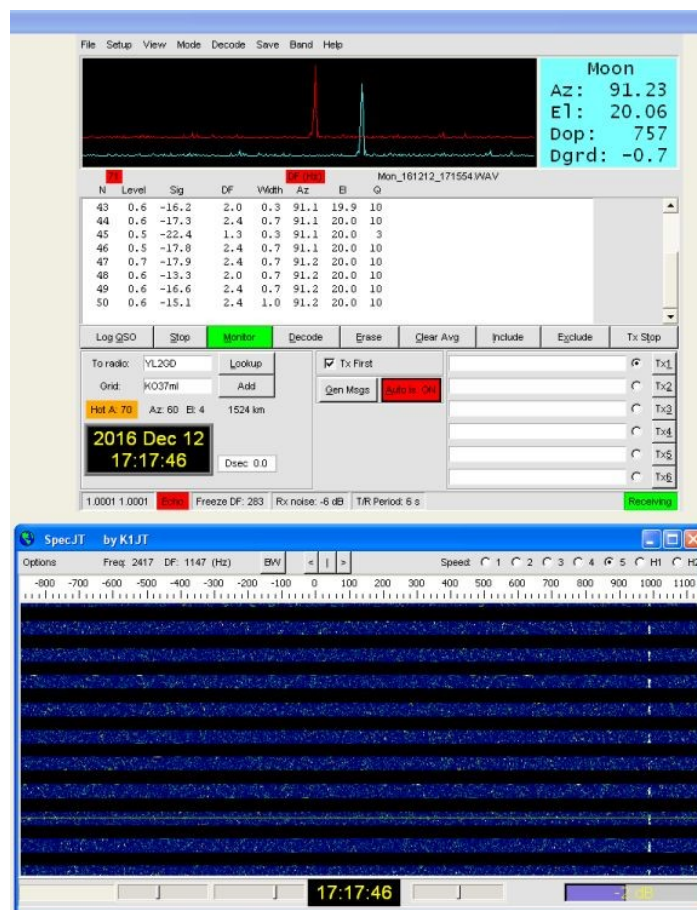 File Setup View Mode Decode Save Band Help
Moon
Az: 91.23
El: 20.06
Dop: 757
Dgrd: -0.7
71 DF (Hz) Mon_161212_171554.WAV
N Level Sig DF Width Az El Q
43 0.6 -16.2 2.0 0.3 91.1 19.9 10
44 0.6 -17.3 2.4 0.7 91.1 20.0 10
45 0.5 -22.4 1.3 0.3 91.1 20.0 3
46 0.5 -17.8 2.4 0.7 91.1 20.0 10
47 0.7 -17.9 2.4 0.7 91.2 20.0 10
48 0.6 -13.3 2.0 0.7 91.2 20.0 10
49 0.6 -16.6 2.4 0.7 91.2 20.0 10
50 0.6 -15.1 2.4 1.0 91.2 20.0 10
Log QSO Stop Monitor Decode Erase Clear Avg Include Exclude Tx Stop
To radio: YL2GD Lookup Tx First Tx1
Grid: KO37ml Add Gen Msgs Auto is ON Tx2
Hot A: 70 Az: 60 El: 4 1524 km Tx3
2016 Dec 12 Tx4
17:17:46 Dsec 0.0 Tx5
Tx6
1.0001 1.0001 Echo Freeze DF: 283 Rx noise: -6 dB T/R Period: 6 s Receiving
SpecJT by K1JT
Options Freq: 2417 DF: 1147 (Hz) BW < | > Speed: 1 2 3 4 5 H1 H2
-800 -700 -600 -500 -400 -300 -200 -100 0 100 200 300 400 500 600 700 800 900 1000 1100
17:17:46 -2 dB